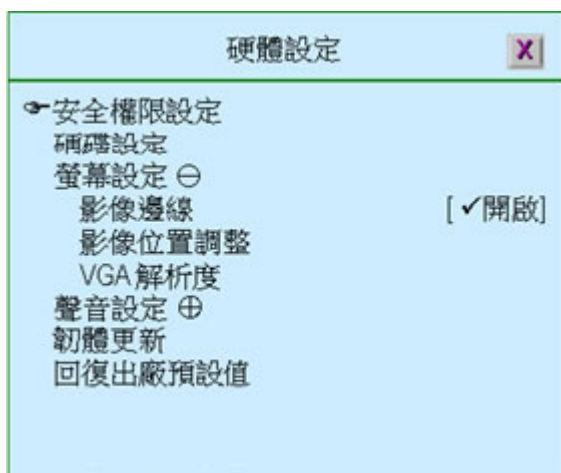 硬體設定
X
☞安全權限設定
硬碟設定
螢幕設定 ⊖
影像邊線 [✓開啟]
影像位置調整
VGA 解析度
聲音設定 ⊕
韌體更新
回復出廠預設值